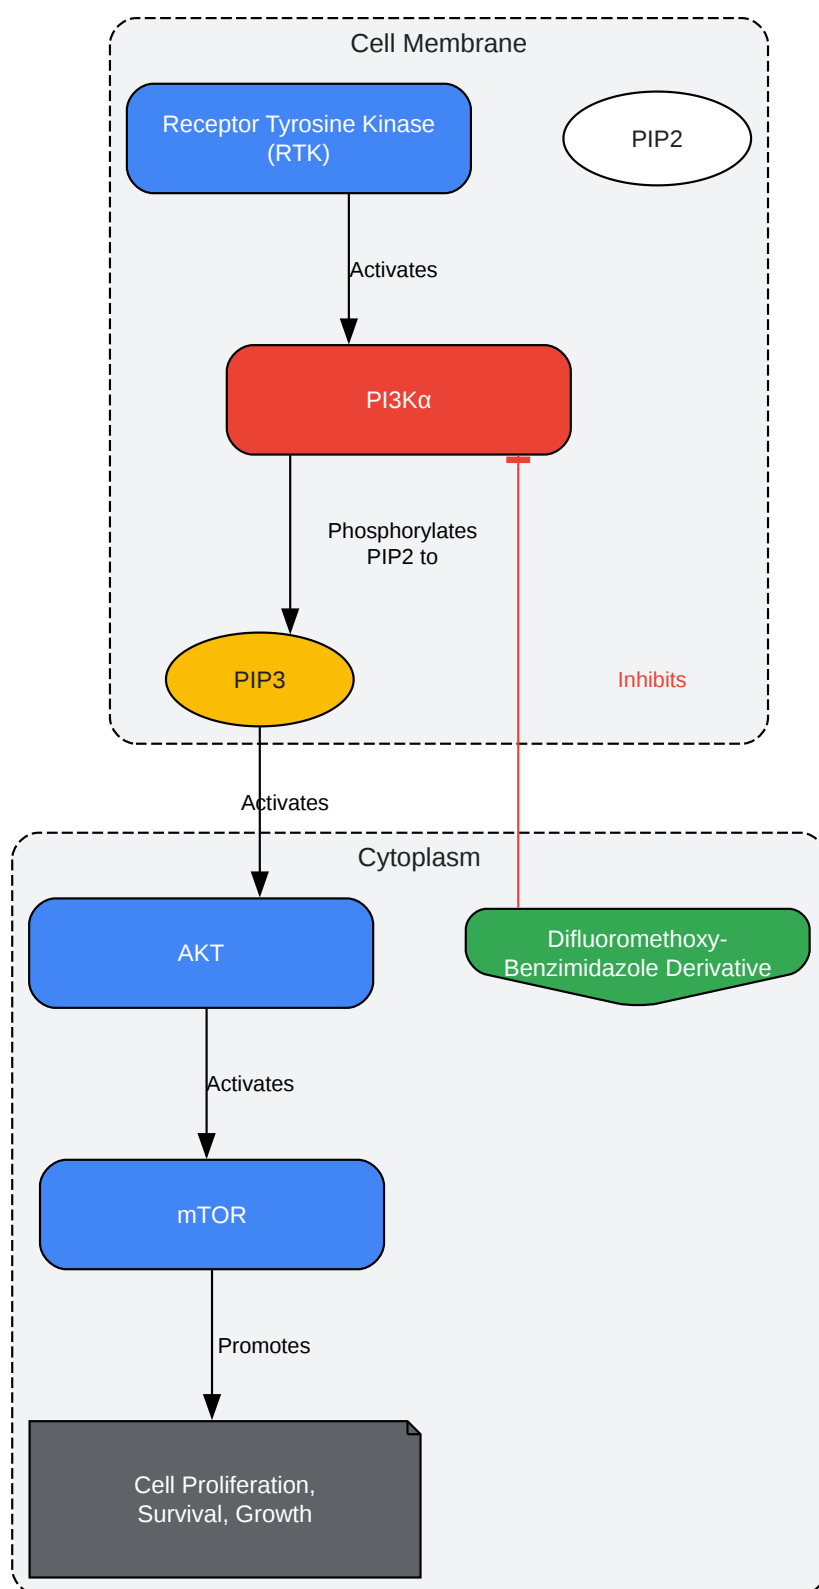 Cell Membrane
Receptor Tyrosine Kinase
(RTK)
PIP2
Activates
PI3Kα
Phosphorylates
PIP2 to
PIP3
Inhibits
Activates
Cytoplasm
AKT
Difluoromethoxy-
Benzimidazole Derivative
Activates
mTOR
Promotes
Cell Proliferation,
Survival, Growth